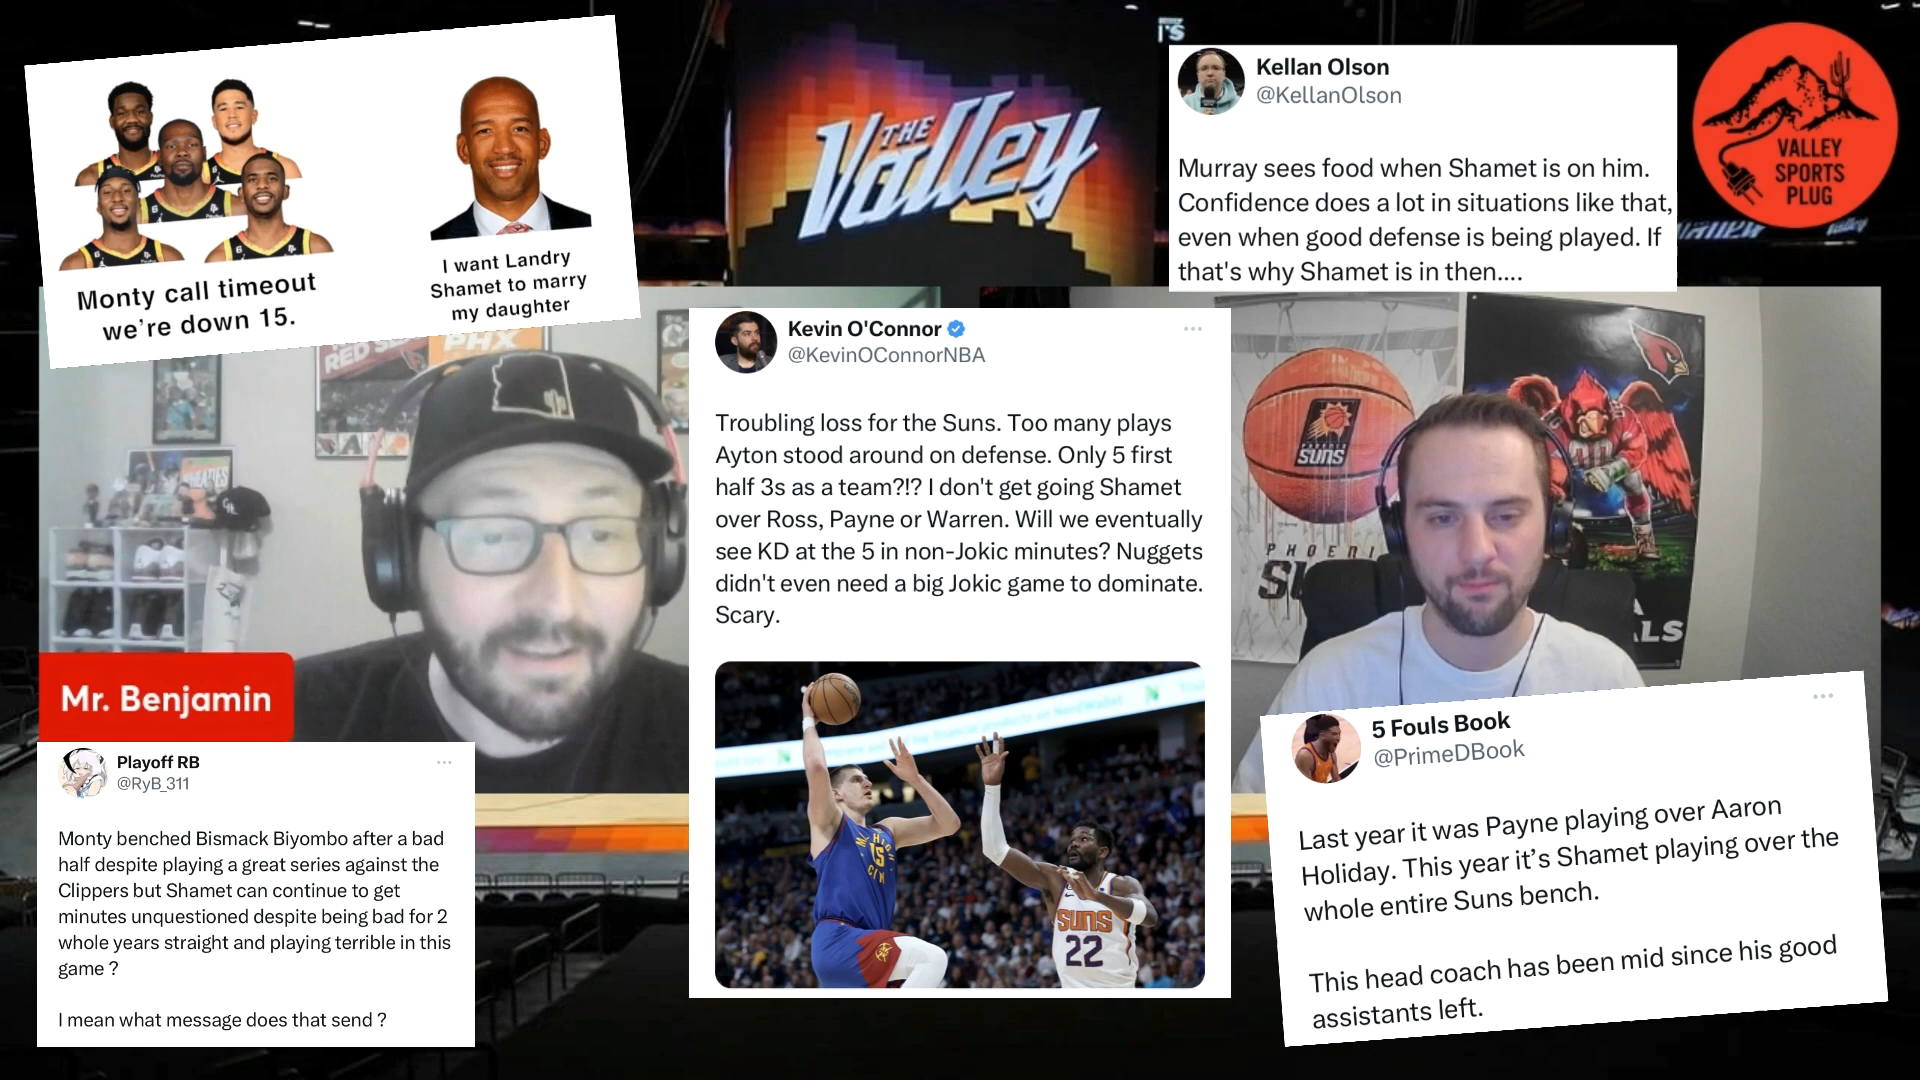 Monty call timeout
we're down 15.
I want Landry
Shamet to marry
my daughter
THE
Valley
Kellan Olson
@KellanOlson
Murray sees food when Shamet is on him.
Confidence does a lot in situations like that,
even when good defense is being played. If
that's why Shamet is in then....
VALLEY
SPORTS
PLUG
RED SE
PHX
Kevin O'Connor
@KevinOConnorNBA
Troubling loss for the Suns. Too many plays
Ayton stood around on defense. Only 5 first
half 3s as a team?!? I don't get going Shamet
over Ross, Payne or Warren. Will we eventually
see KD at the 5 in non-Jokic minutes? Nuggets
didn't even need a big Jokic game to dominate.
Scary.
SUNS
22
15
PHOENIX
SUNS
PHOENI
SU
ALS
Mr. Benjamin
Playoff RB
@RyB_311
Monty benched Bismack Biyombo after a bad
half despite playing a great series against the
Clippers but Shamet can continue to get
minutes unquestioned despite being bad for 2
whole years straight and playing terrible in this
game ?
I mean what message does that send ?
5 Fouls Book
@PrimeDBook
Last year it was Payne playing over Aaron
Holiday. This year it’s Shamet playing over the
whole entire Suns bench.
This head coach has been mid since his good
assistants left.